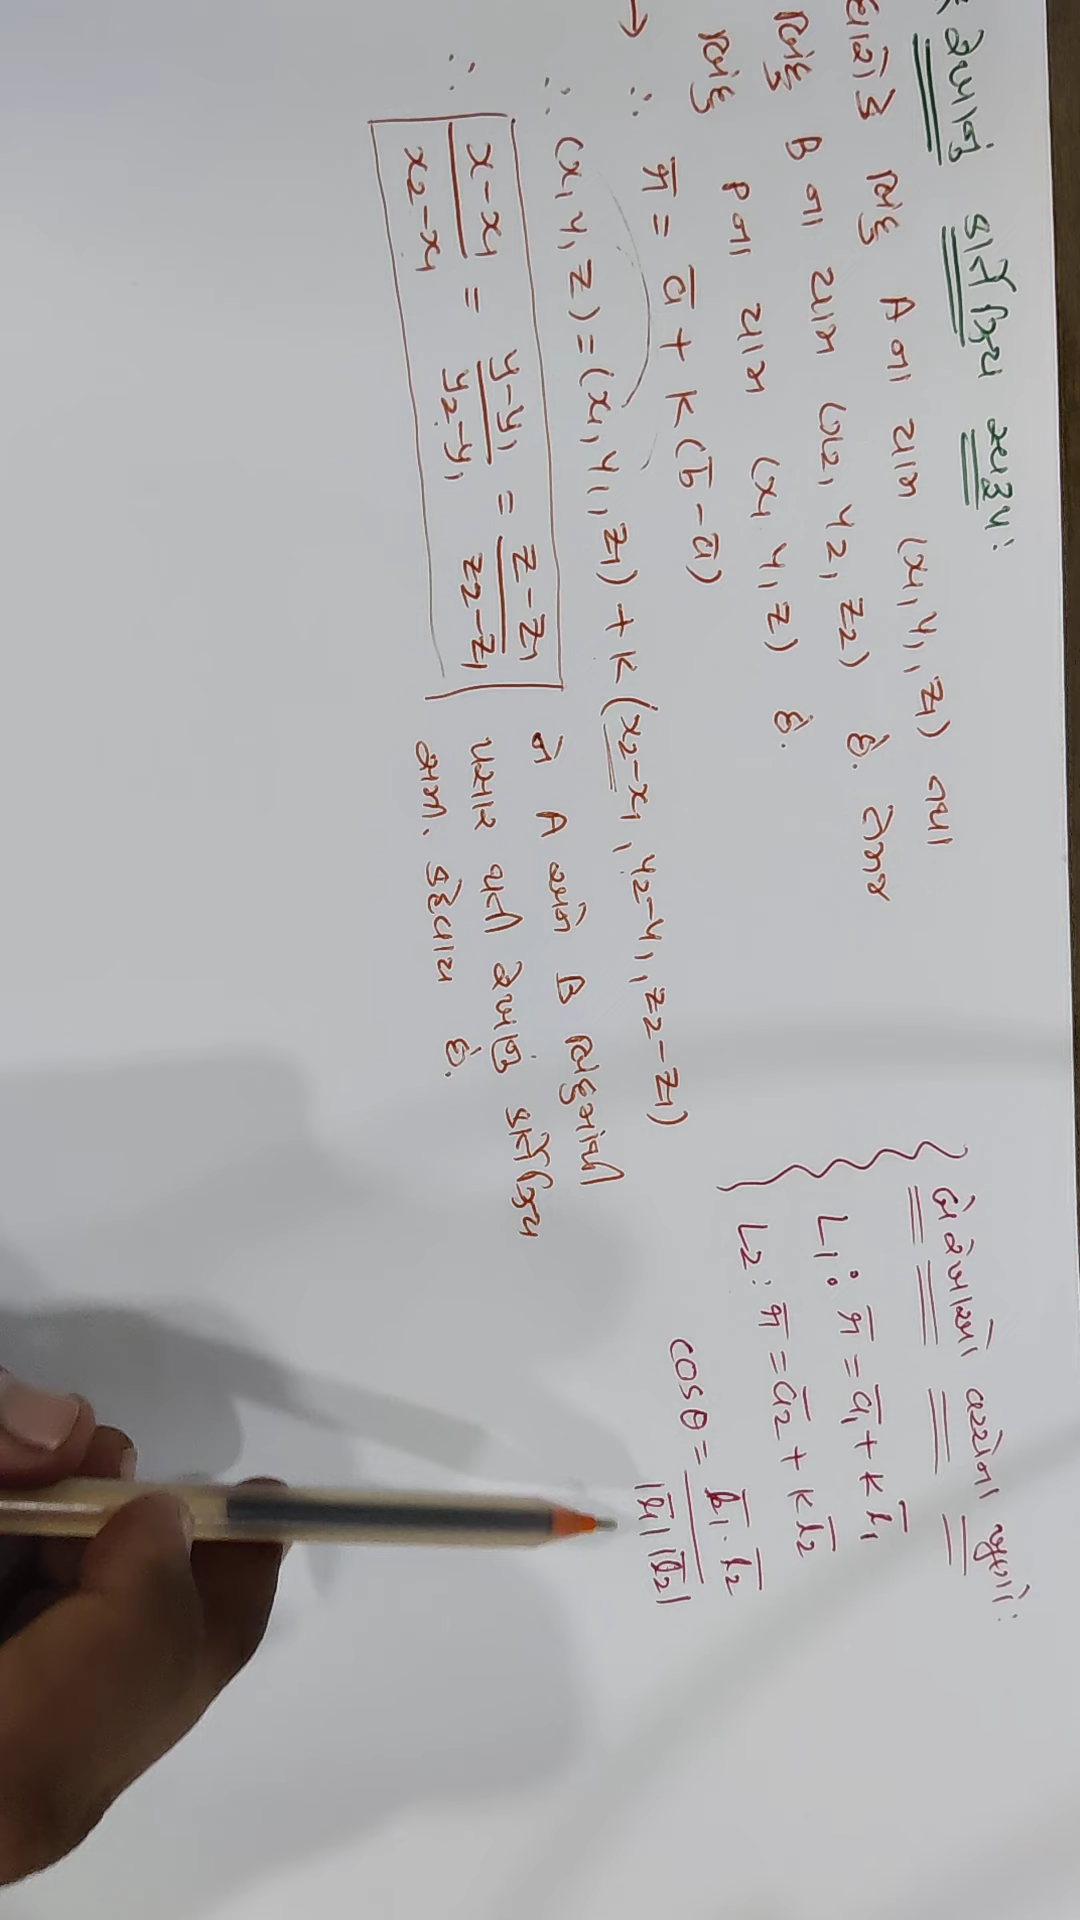 રેખાનું કાર્તેઝિય સ્વરૂપ:
ધારોકે બિંદુ A ના યામ (x1, y1, z1) તથા
બિંદુ B ના યામ (x2, y2, z2) છે. તેમજ
બિંદુ P ના યામ (x, y, z) છે.
→ ∴ r̄ = ā + k(b̄ - ā)
∴ (x, y, z) = (x1, y1, z1) + k(x2-x1, y2-y1, z2-z1)
∴ x-x1/x2-x1 = y-y1/y2-y1 = z-z1/z2-z1
ને A અને B બિંદુમાંથી
પસાર થતી રેખાનું કાર્તેઝિય
સમી. કહેવાય છે.
બે રેખાઓ વચ્ચેનો ખૂણો:
L1: r̄ = ā1 + k l̄1
L2: r̄ = ā2 + k l̄2
cosθ = l̄1 · l̄2 / |l̄1| |l̄2|